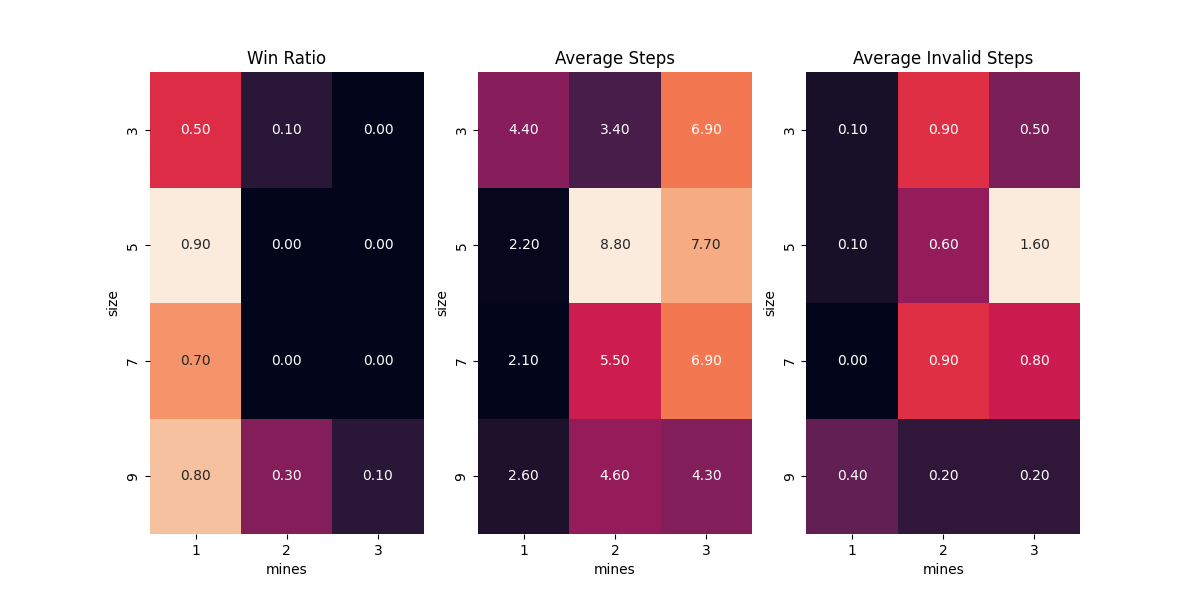 Win Ratio
3 0.50 0.10 0.00
5 0.90 0.00 0.00
7 0.70 0.00 0.00
9 0.80 0.30 0.10
1 2 3
size
mines
Average Steps
3 4.40 3.40 6.90
5 2.20 8.80 7.70
7 2.10 5.50 6.90
9 2.60 4.60 4.30
1 2 3
size
mines
Average Invalid Steps
3 0.10 0.90 0.50
5 0.10 0.60 1.60
7 0.00 0.90 0.80
9 0.40 0.20 0.20
1 2 3
size
mines